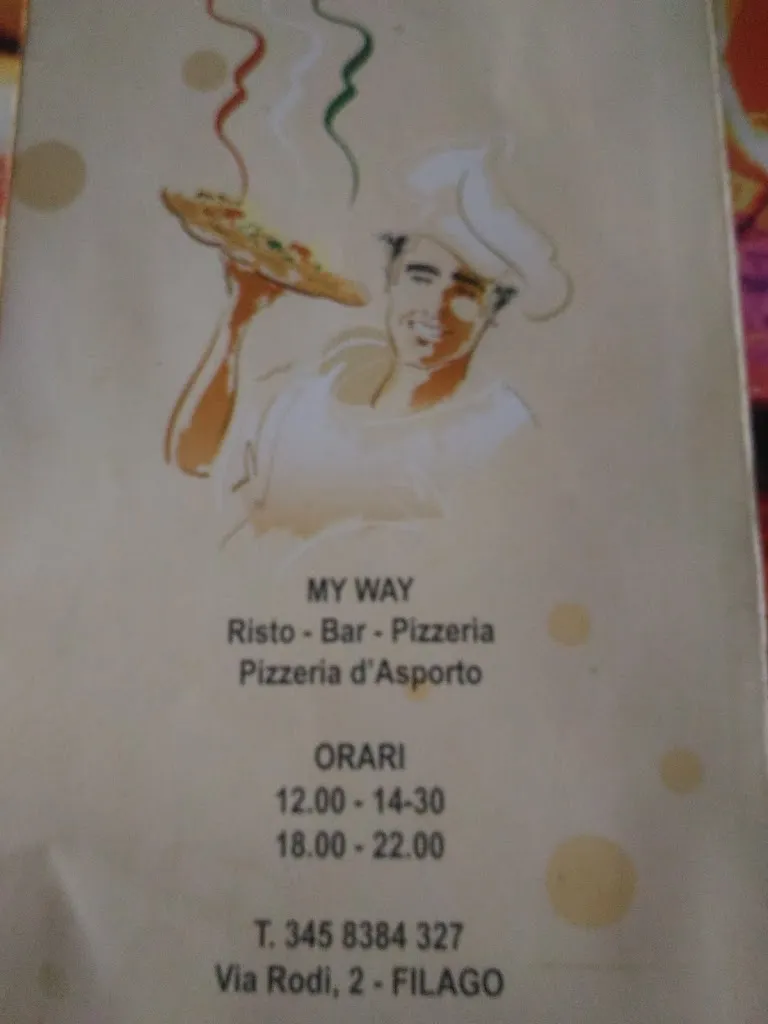 MY WAY
Risto - Bar - Pizzeria
Pizzeria d'Asporto
ORARI
12.00 - 14-30
18.00 - 22.00
T. 345 8384 327
Via Rodi, 2 - FILAGO